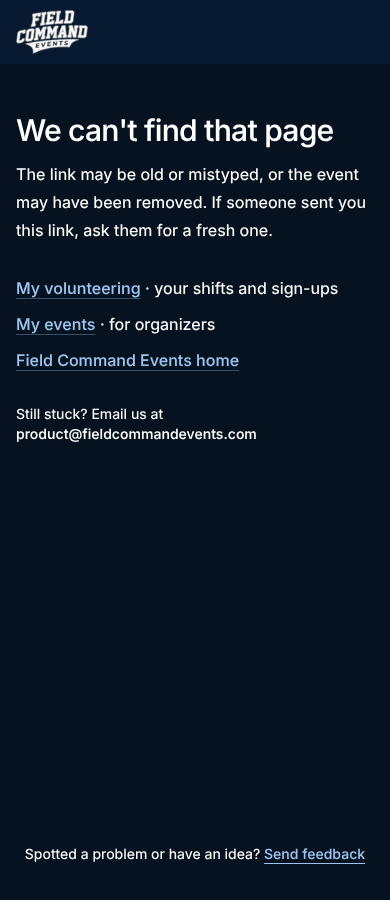 FIELD
COMMAND
EVENTS
We can't find that page
The link may be old or mistyped, or the event
may have been removed. If someone sent you
this link, ask them for a fresh one.
My volunteering · your shifts and sign-ups
My events · for organizers
Field Command Events home
Still stuck? Email us at
product@fieldcommandevents.com
Spotted a problem or have an idea? Send feedback